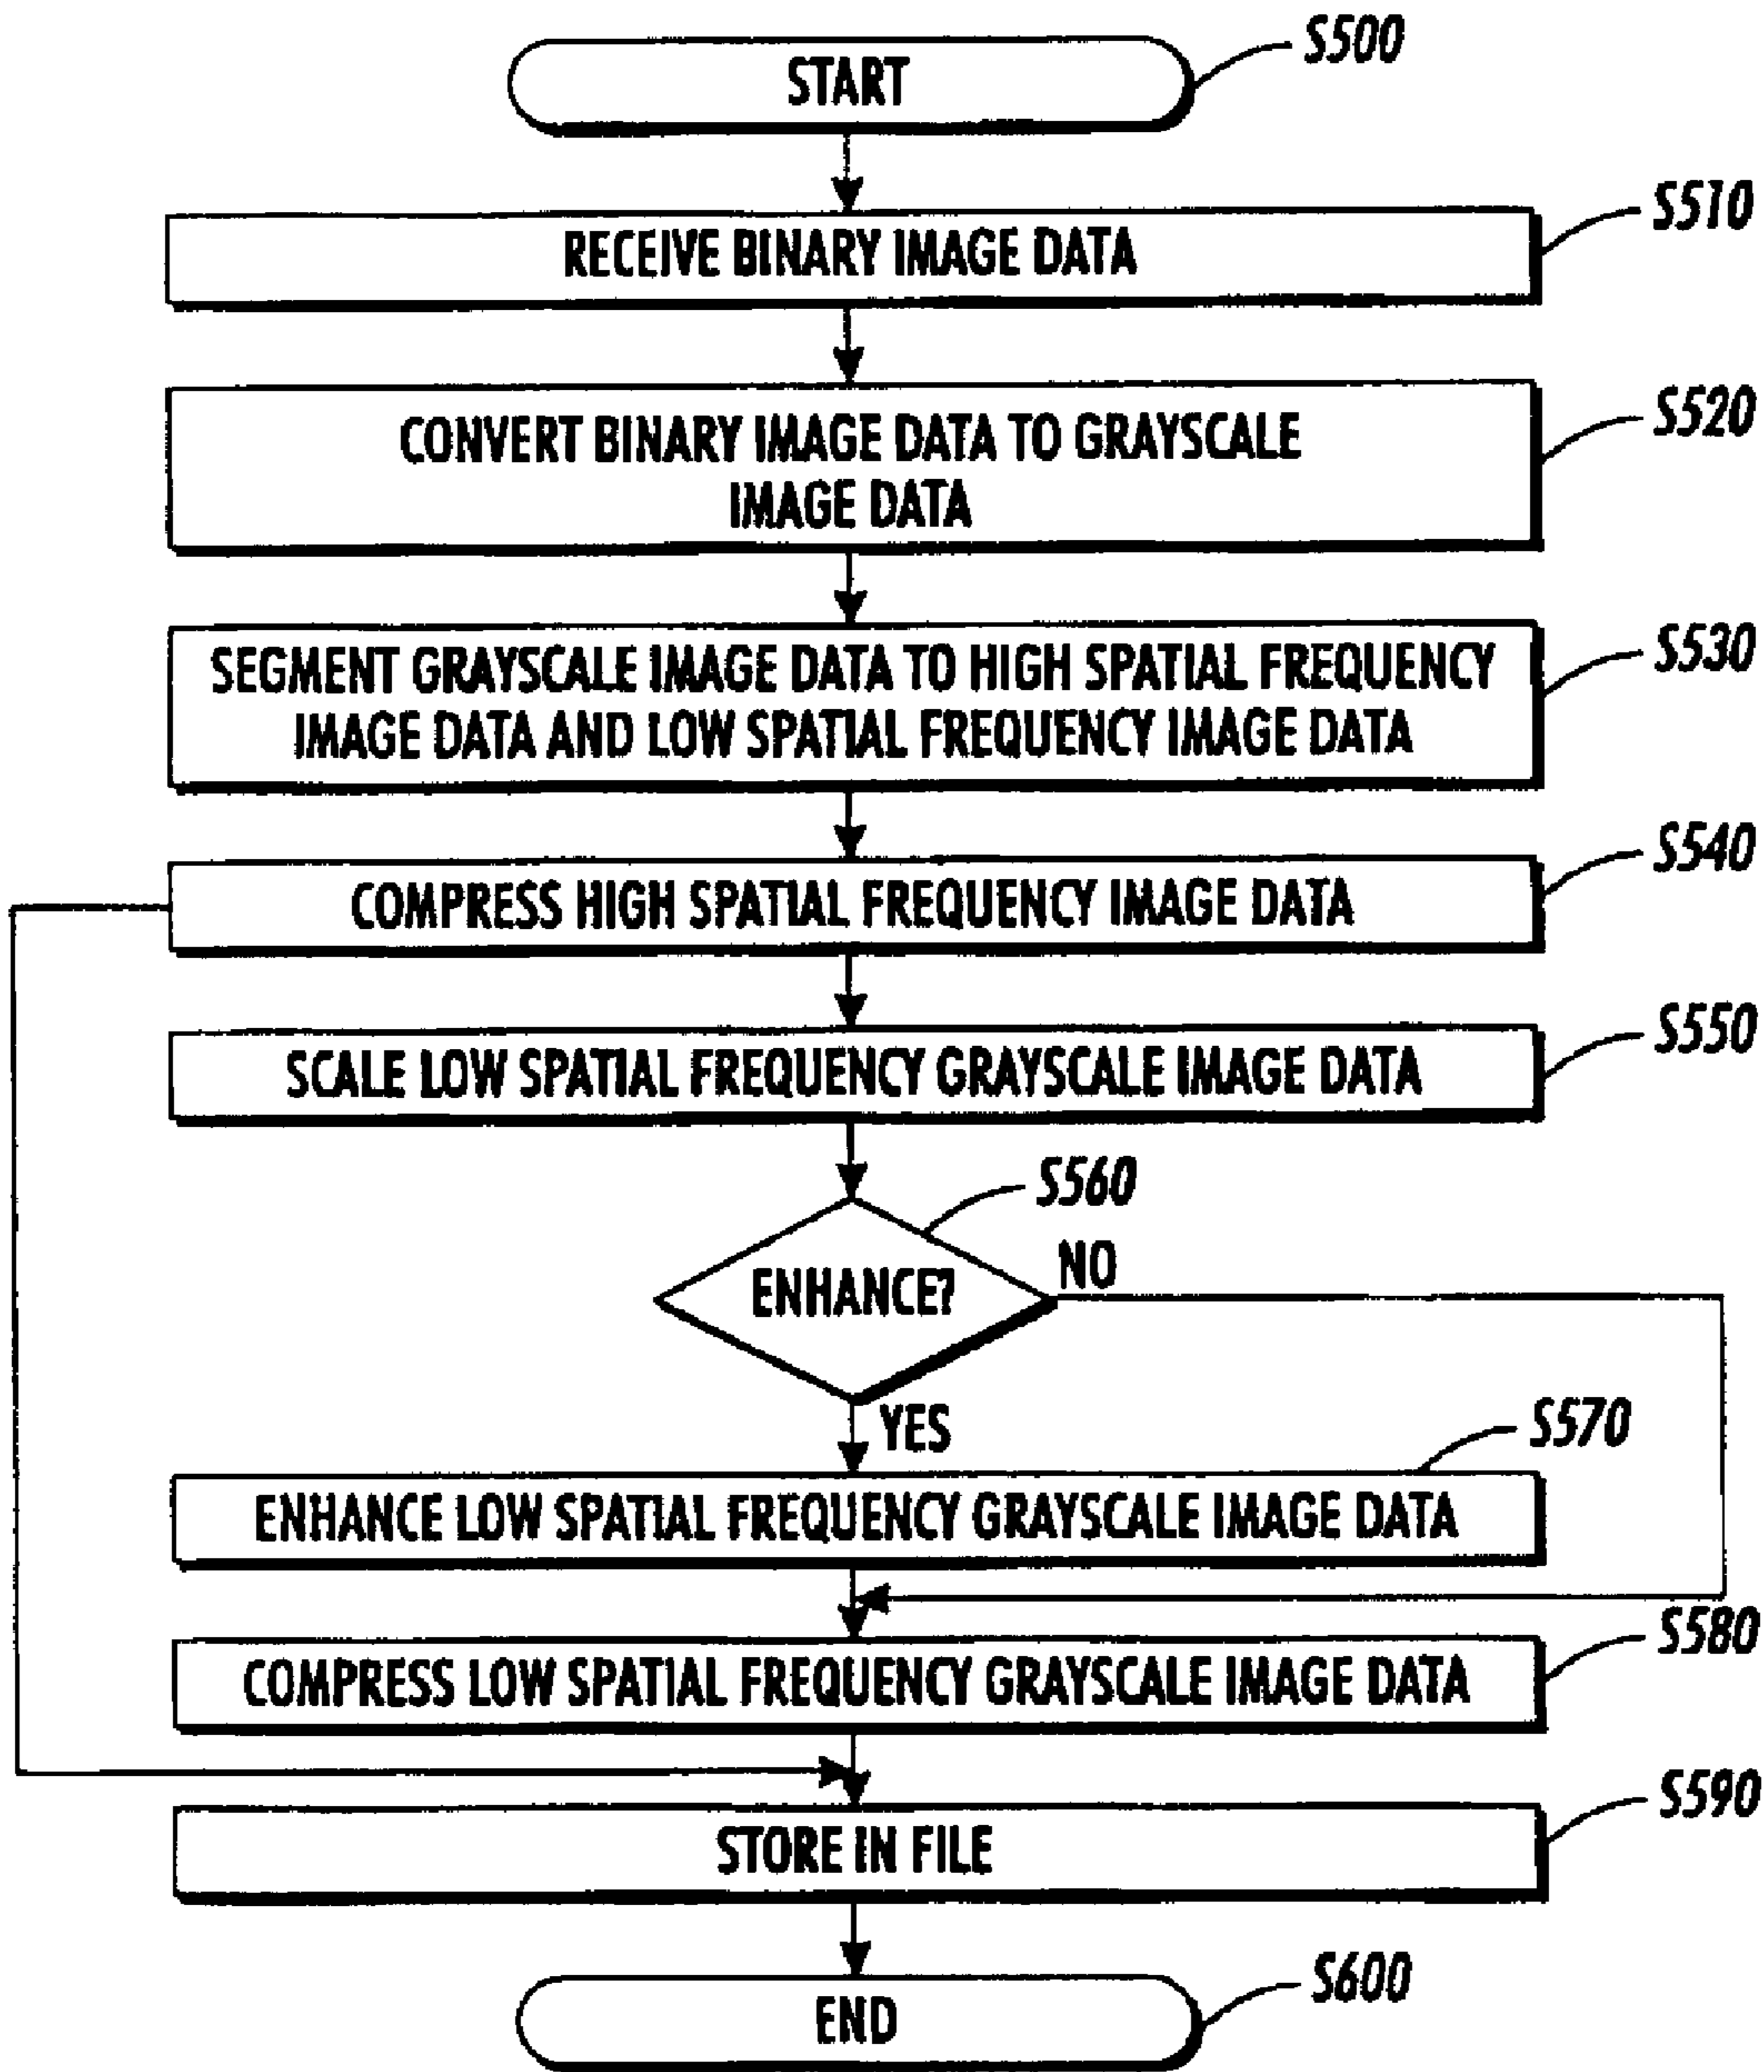 START
S500
RECEIVE BINARY IMAGE DATA
S510
CONVERT BINARY IMAGE DATA TO GRAYSCALE
IMAGE DATA
S520
SEGMENT GRAYSCALE IMAGE DATA TO HIGH SPATIAL FREQUENCY
IMAGE DATA AND LOW SPATIAL FREQUENCY IMAGE DATA
S530
COMPRESS HIGH SPATIAL FREQUENCY IMAGE DATA
S540
SCALE LOW SPATIAL FREQUENCY GRAYSCALE IMAGE DATA
S550
ENHANCE?
S560
NO
YES
ENHANCE LOW SPATIAL FREQUENCY GRAYSCALE IMAGE DATA
S570
COMPRESS LOW SPATIAL FREQUENCY GRAYSCALE IMAGE DATA
S580
STORE IN FILE
S590
END
S600